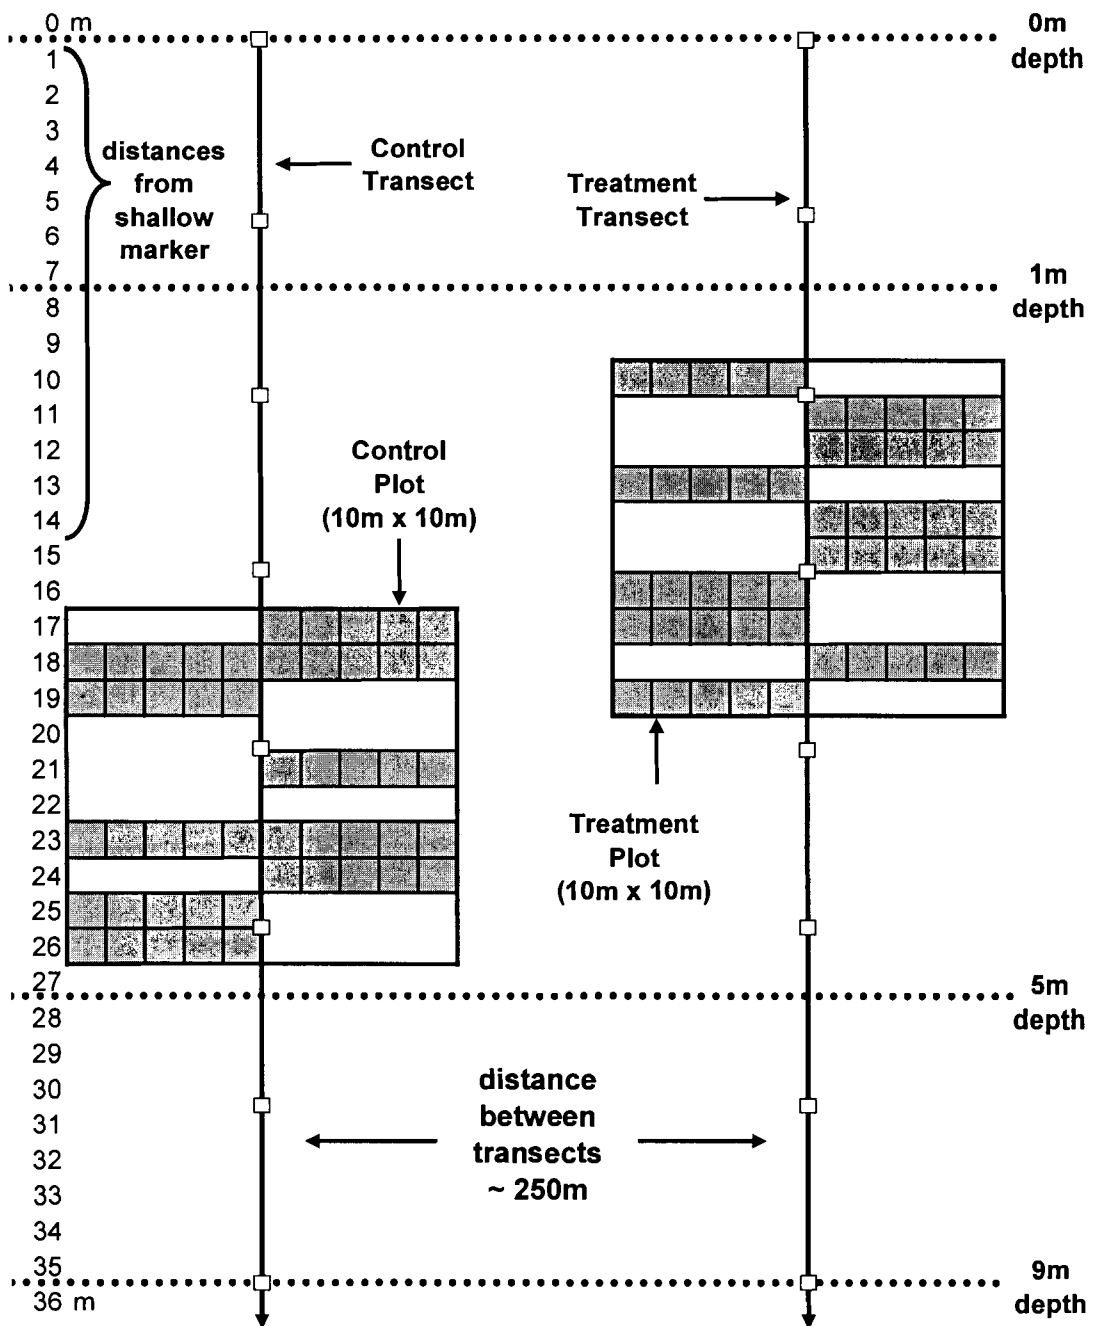 0 m
1
2
3
4
5
6
7
8
9
10
11
12
13
14
15
16
17
18
19
20
21
22
23
24
25
26
27
28
29
30
31
32
33
34
35
36 m
distances
from
shallow
marker
Control
Transect
Treatment
Transect
0m
depth
1m
depth
Control
Plot
(10m x 10m)
Treatment
Plot
(10m x 10m)
5m
depth
distance
between
transects
~ 250m
9m
depth